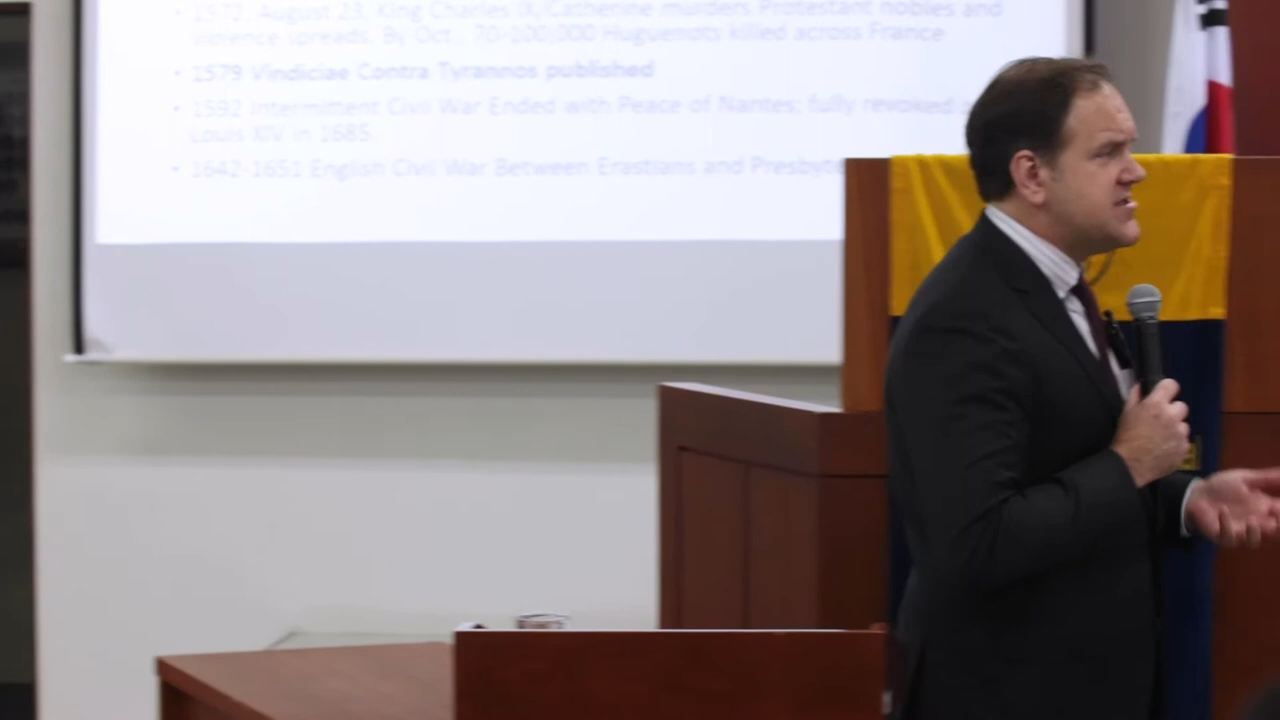 • 1572, August 23, King Charles IX, Catherine murders Protestant nobles and
violence spreads. By Oct., 70-100,000 Huguenots killed across France
• 1579 Vindiciae Contra Tyrannos published
• 1592 Intermittent Civil War Ended with Peace of Nantes; fully revoked
Louis XIV in 1685.
• 1642-1651 English Civil War Between Erastians and Presbyte